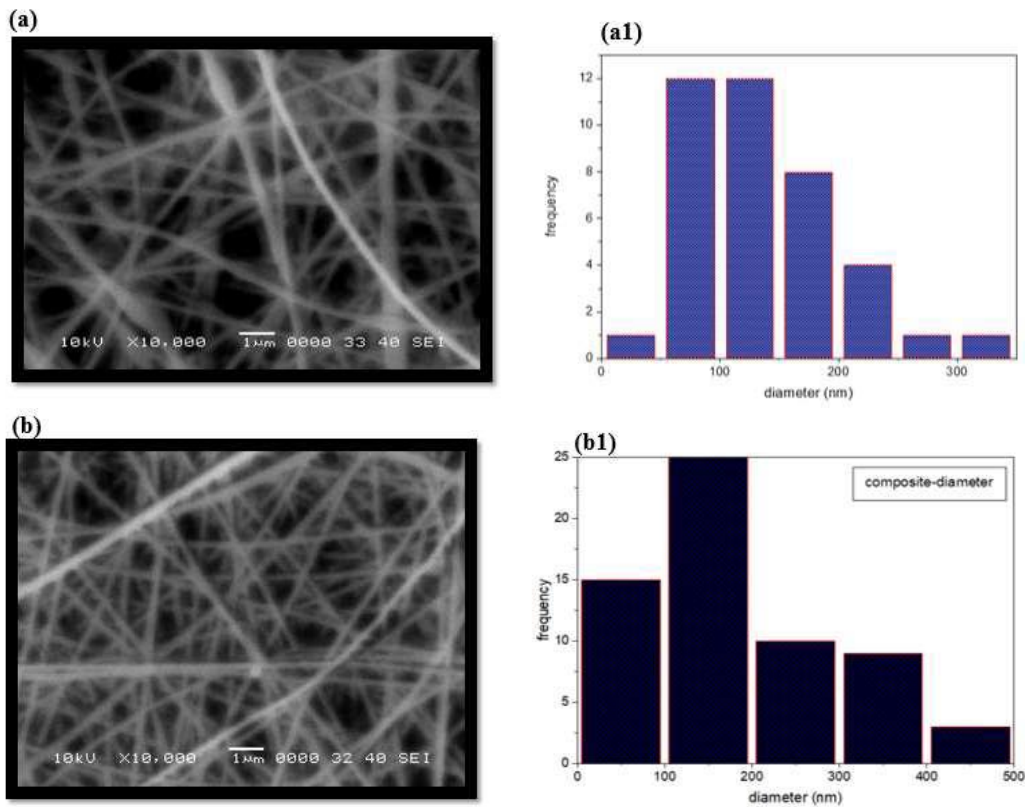 (a)
10kV X10,000 1μm 0000 33 40 SEI
(a1)
frequency
12
10
8
6
4
2
0
0 100 200 300
diameter (nm)
(b)
10kV X10,000 1μm 0000 32 40 SEI
(b1)
composite-diameter
frequency
25
20
15
10
5
0
0 100 200 300 400 500
diameter (nm)